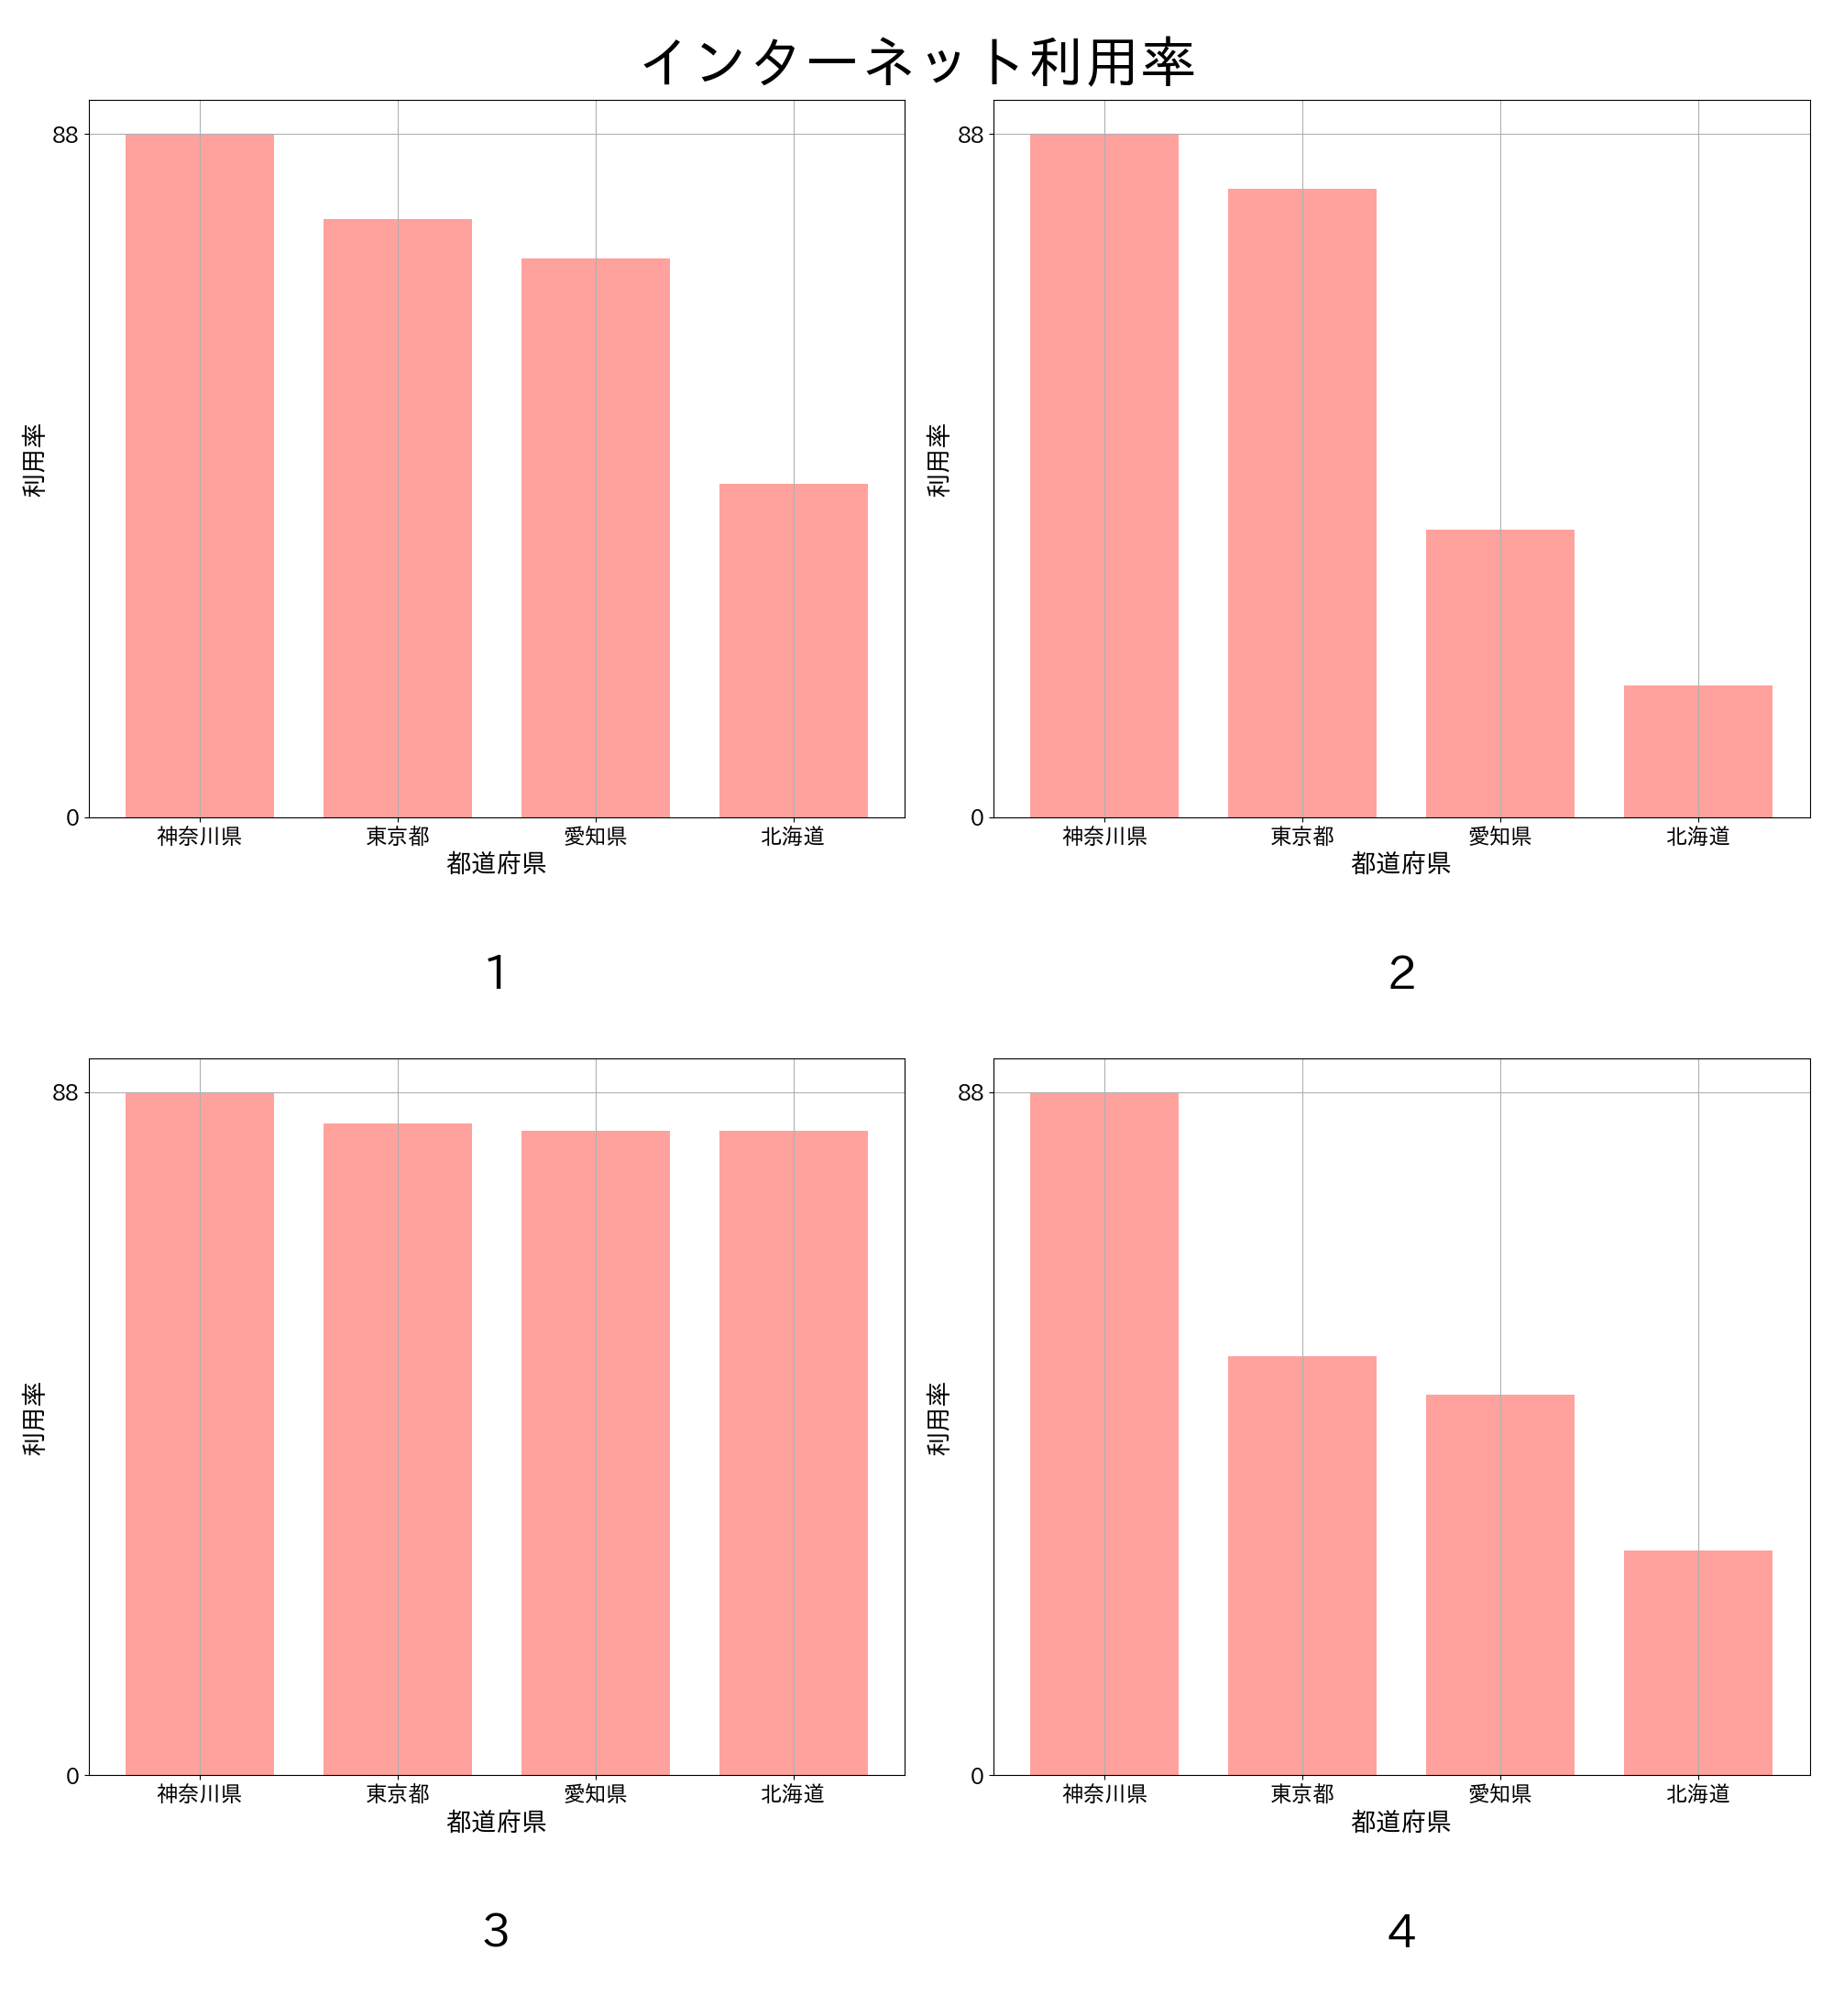 インターネット利用率
88
0
利用率
神奈川県 東京都 愛知県 北海道
都道府県
1
88
0
利用率
神奈川県 東京都 愛知県 北海道
都道府県
2
88
0
利用率
神奈川県 東京都 愛知県 北海道
都道府県
3
88
0
利用率
神奈川県 東京都 愛知県 北海道
都道府県
4